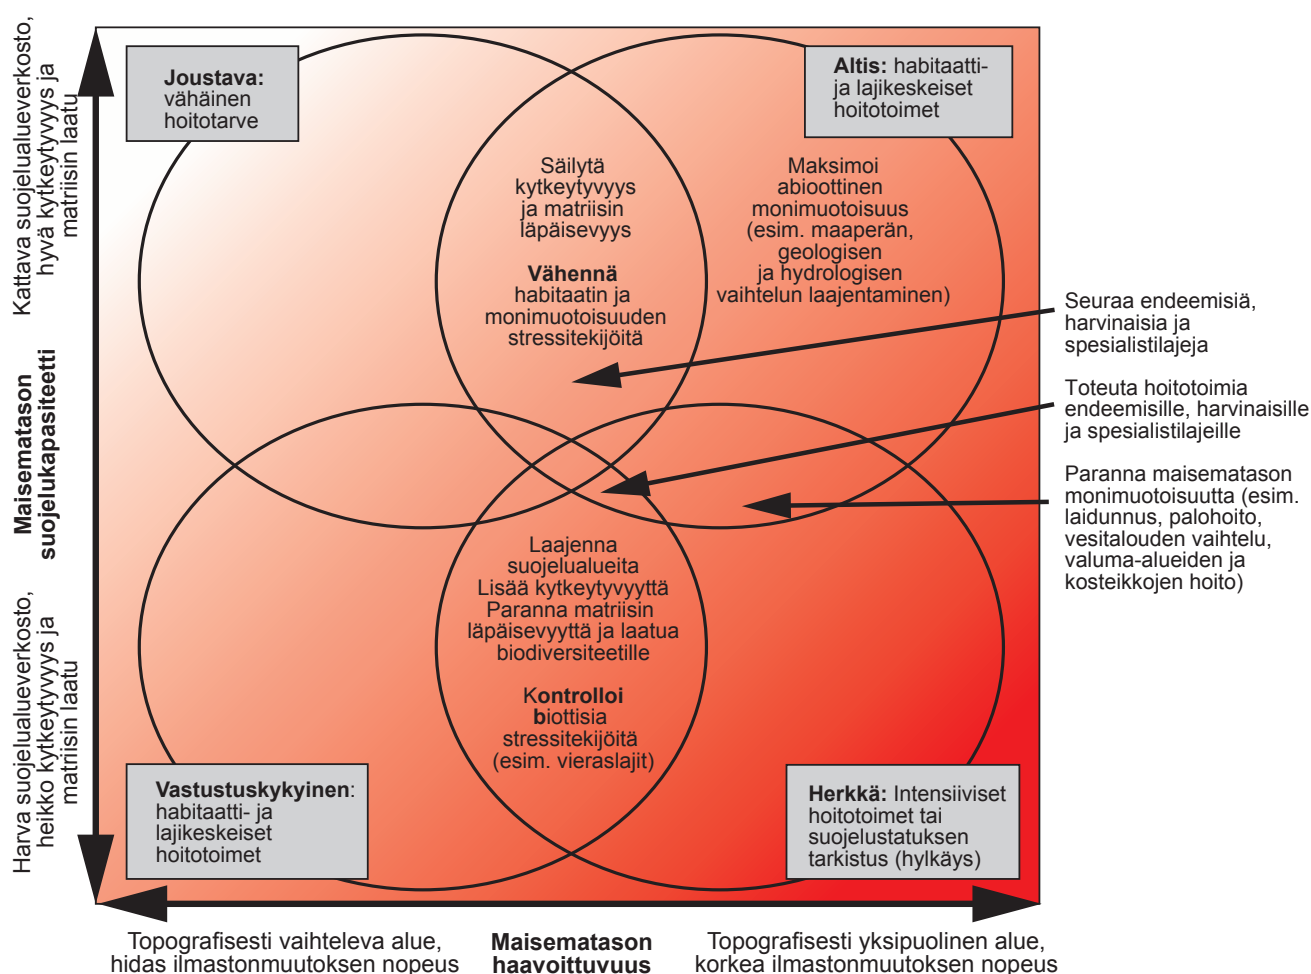 Kattava suojelualueverkosto,
hyvä kytkeytyvyys ja
matriisin laatu
Maisematason
suojelukapasiteetti
Harva suojelualueverkosto,
heikko kytkeytyvyys ja
matriisin laatu
Joustava:
vähäinen
hoitotarve
Altis: habitaatti-
ja lajikeskeiset
hoitotoimet
Säilytä
kytkeytyvyys
ja matriisin
läpäisevyys
Vähennä
habitaatin ja
monimuotoisuuden
stressitekijöitä
Maksimoi
abioottinen
monimuotoisuus
(esim. maaperän,
geologisen
ja hydrologisen
vaihtelun laajentaminen)
Seuraa endeemisiä,
harvinaisia ja
spesialistilajeja
Toteuta hoitotoimia
endeemisille, harvinaisille
ja spesialistilajeille
Paranna maisematason
monimuotoisuutta (esim.
laidunnus, palohoito,
vesitalouden vaihtelu,
valuma-alueiden ja
kosteikkojen hoito)
Laajenna
suojelualueita
Lisää kytkeytyvyyttä
Paranna matriisin
läpäisevyyttä ja laatua
biodiversiteetille
Kontrolloi
biottisia
stressitekijöitä
(esim. vieraslajit)
Vastustuskykyinen:
habitaatti- ja
lajikeskeiset
hoitotoimet
Herkkä: Intensiiviset
hoitotoimet tai
suojelustatuksen
tarkistus (hylkäys)
Topografisesti vaihteleva alue,
hidas ilmastonmuutoksen nopeus
Maisematason
haavoittuvuus
Topografisesti yksipuolinen alue,
korkea ilmastonmuutoksen nopeus